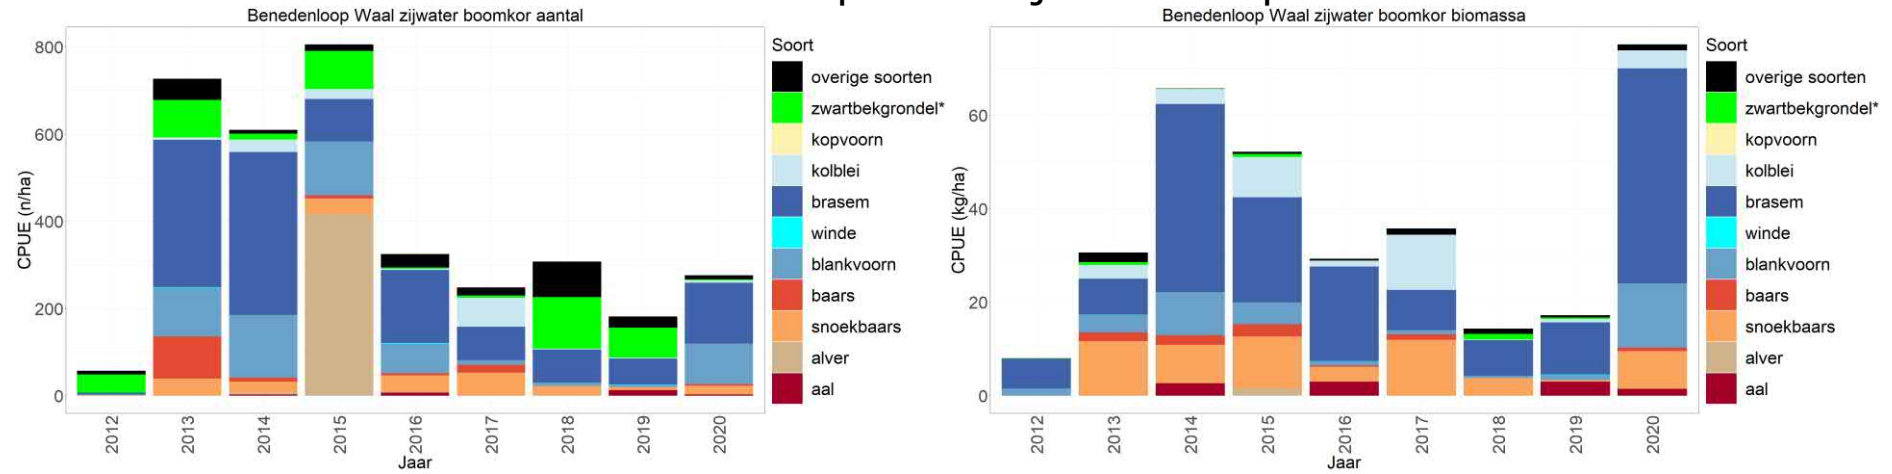 Benedenloop Waal zijwater boomkor aantal
CPUE (n/ha)
800
600
400
200
0
2012
2013
2014
2015
2016
2017
2018
2019
2020
Jaar
Soort
overige soorten
zwartbekgrondel*
kopvoorn
kolblei
brasem
winde
blankvoorn
baars
snoekbaars
alver
aal
Benedenloop Waal zijwater boomkor biomassa
CPUE (kg/ha)
60
40
20
0
2012
2013
2014
2015
2016
2017
2018
2019
2020
Jaar
Soort
overige soorten
zwartbekgrondel*
kopvoorn
kolblei
brasem
winde
blankvoorn
baars
snoekbaars
alver
aal